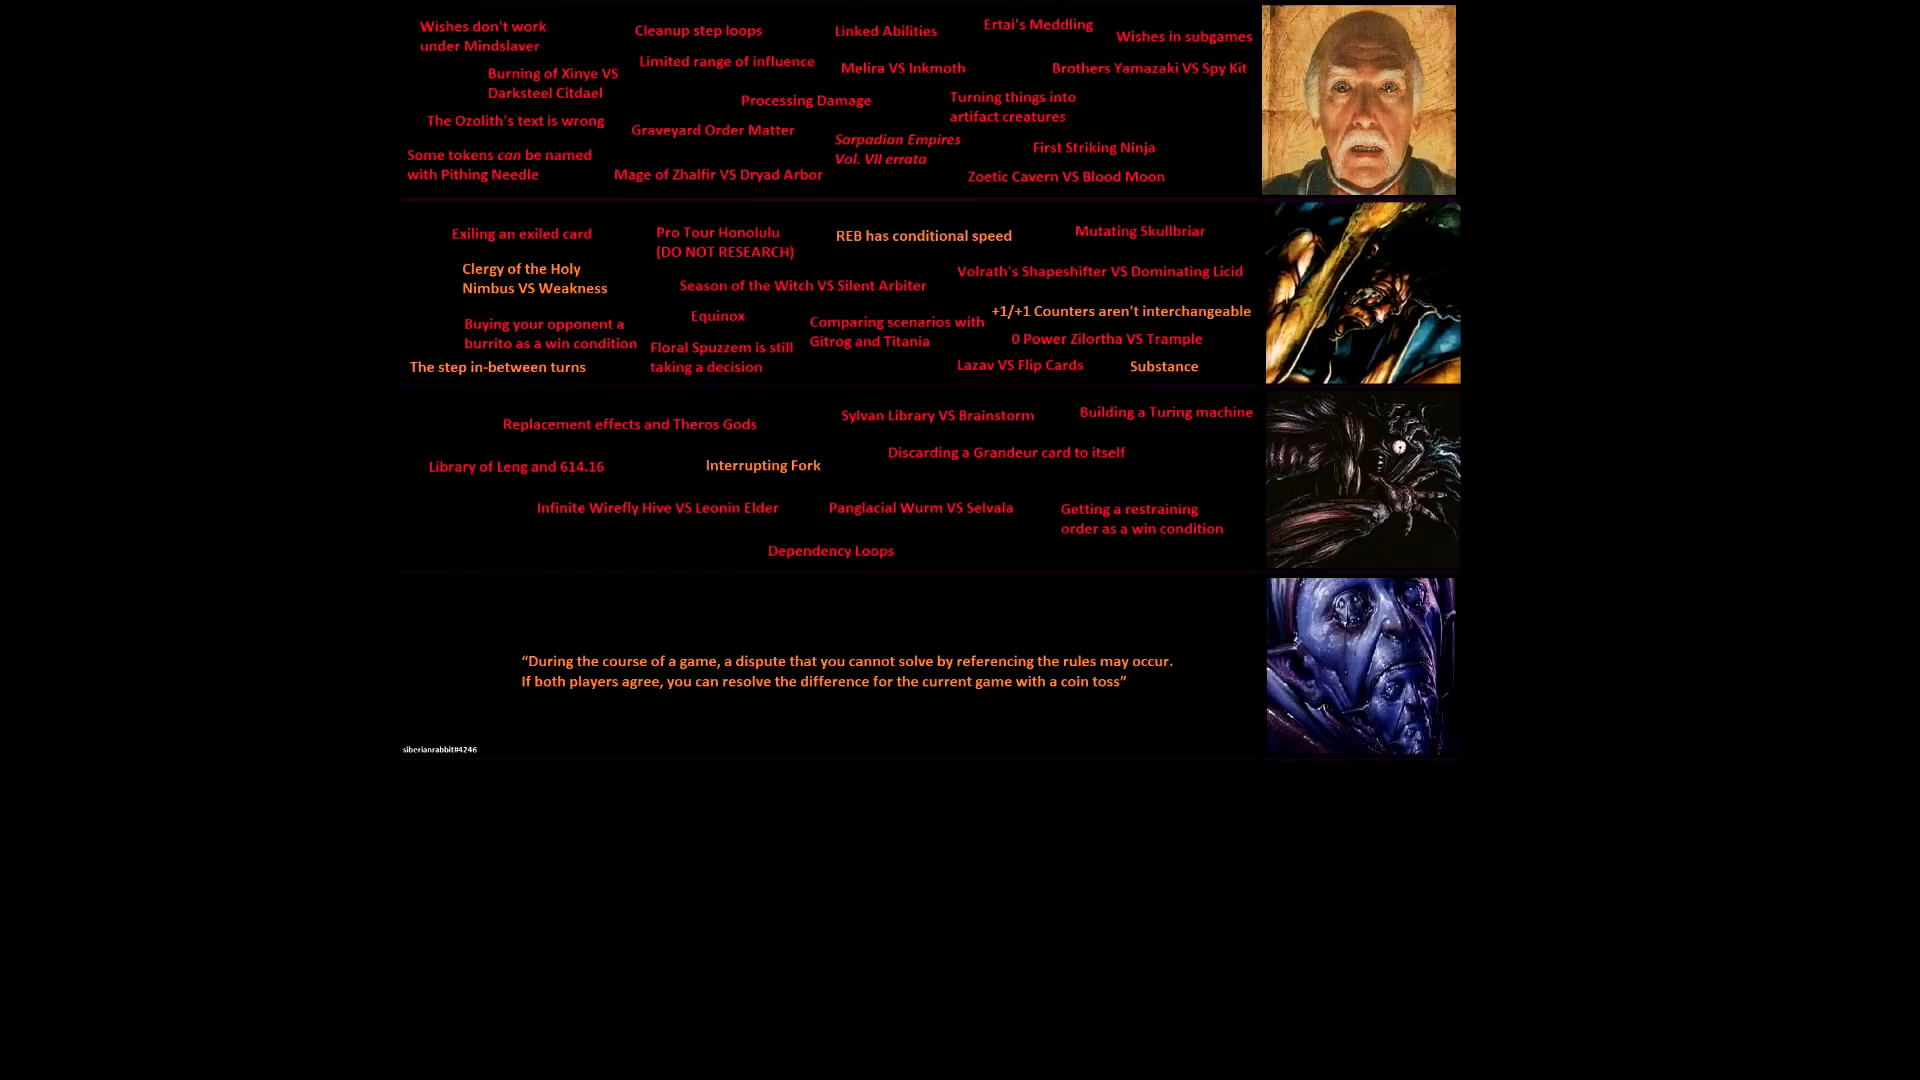 Wishes don't work
under Mindslaver
Cleanup step loops
Linked Abilities
Ertai's Meddling
Wishes in subgames
Burning of Xinye VS
Darksteel Citdael
Limited range of influence
Melira VS Inkmoth
Brothers Yamazaki VS Spy Kit
Processing Damage
Turning things into
artifact creatures
The Ozolith's text is wrong
Graveyard Order Matter
Sarpadian Empires
Vol. VII errata
First Striking Ninja
Some tokens can be named
with Pithing Needle
Mage of Zhalfir VS Dryad Arbor
Zoetic Cavern VS Blood Moon
Exiling an exiled card
Pro Tour Honolulu
(DO NOT RESEARCH)
REB has conditional speed
Mutating Skullbriar
Clergy of the Holy
Nimbus VS Weakness
Season of the Witch VS Silent Arbiter
Volrath's Shapeshifter VS Dominating Licid
Equinox
+1/+1 Counters aren't interchangeable
Buying your opponent a
burrito as a win condition
Comparing scenarios with
Gitrog and Titania
0 Power Zilortha VS Trample
Floral Spuzzem is still
taking a decision
The step in-between turns
Lazav VS Flip Cards
Substance
Replacement effects and Theros Gods
Sylvan Library VS Brainstorm
Building a Turing machine
Library of Leng and 614.16
Interrupting Fork
Discarding a Grandeur card to itself
Infinite Wirefly Hive VS Leonin Elder
Panglacial Wurm VS Selvala
Getting a restraining
order as a win condition
Dependency Loops
“During the course of a game, a dispute that you cannot solve by referencing the rules may occur.
If both players agree, you can resolve the difference for the current game with a coin toss”
siberianrabbit#4246